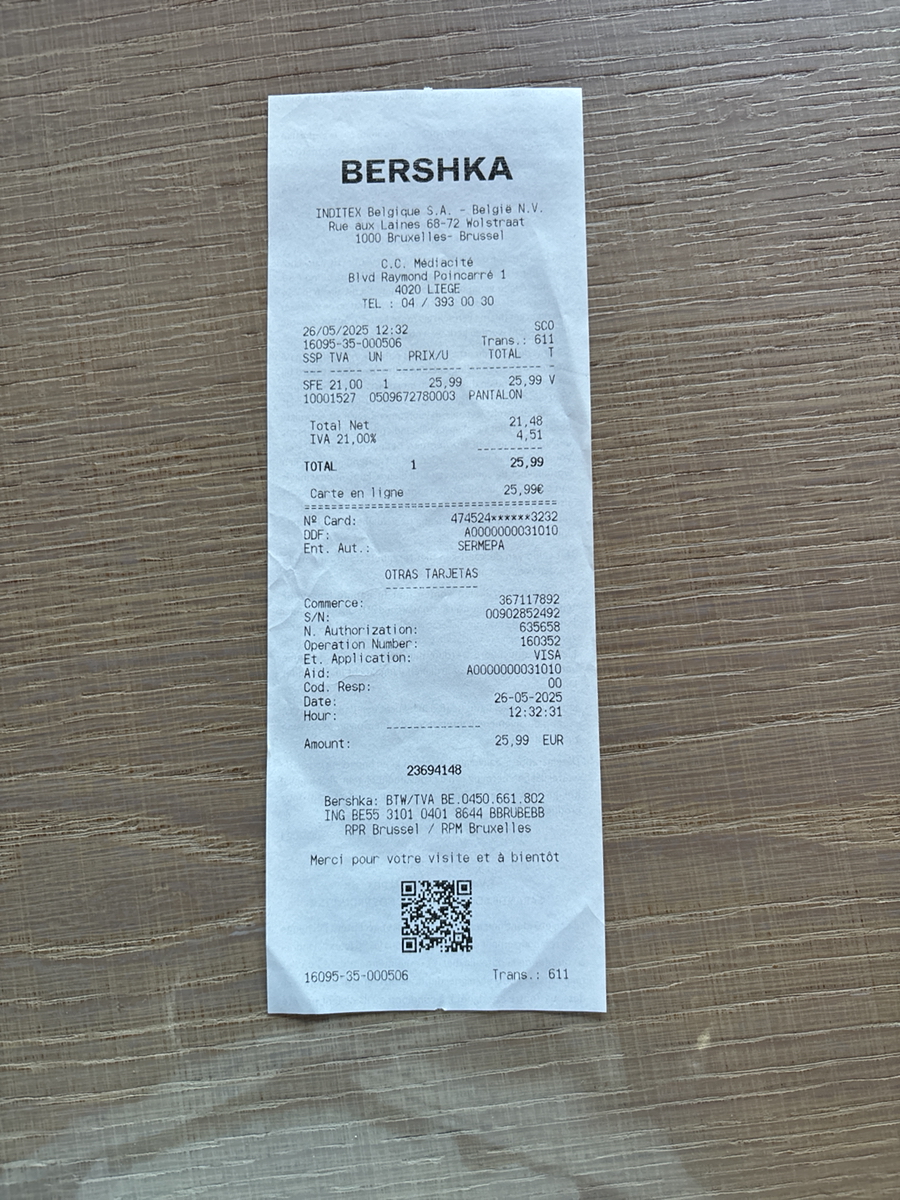 BERSHKA
INDITEX Belgique S.A. - België N.V.
Rue aux Laines 68-72 Wolstraat
1000 Bruxelles- Brussel
C.C. Médiacité
Blvd Raymond Poincarré 1
4020 LIEGE
TEL : 04 / 393 00 30
26/05/2025 12:32 SCO
16095-35-000506 Trans.: 611
SSP TVA UN PRIX/U TOTAL T
--- ----- --- ---------- ---------- -
SFE 21,00 1 25,99 25,99 V
10001527 0509672780003 PANTALON
Total Net 21,48
IVA 21,00% 4,51
----------
TOTAL 1 25,99
Carte en ligne 25,99€
========================================
Nº Card: 474524******3232
DDF: A0000000031010
Ent. Aut.: SERMEPA
OTRAS TARJETAS
--------------
Commerce: 367117892
S/N: 00902852492
N. Authorization: 635658
Operation Number: 160352
Et. Application: VISA
Aid: A0000000031010
Cod. Resp: 00
Date: 26-05-2025
Hour: 12:32:31
--------------
Amount: 25,99 EUR
23694148
Bershka: BTW/TVA BE.0450.661.802
ING BE55 3101 0401 8644 BBRUBEBB
RPR Brussel / RPM Bruxelles
Merci pour votre visite et à bientôt
16095-35-000506 Trans.: 611